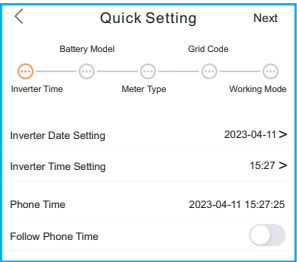 Quick Setting Next
Battery Model Grid Code
Inverter Time Meter Type Working Mode
Inverter Date Setting 2023-04-11 >
Inverter Time Setting 15:27 >
Phone Time 2023-04-11 15:27:25
Follow Phone Time